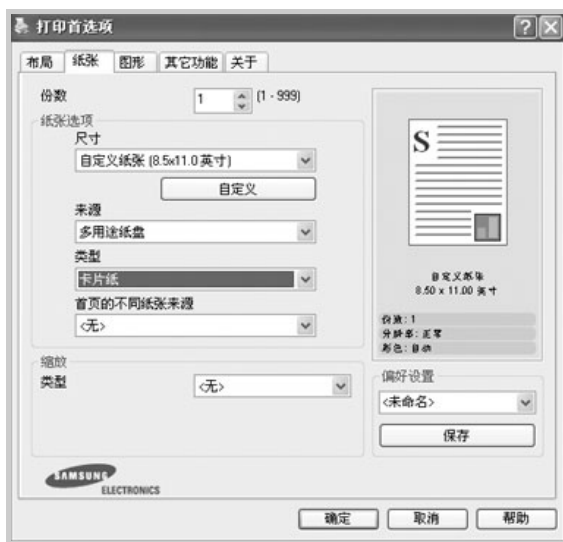 打印首选项
布局 纸张 图形 其它功能 关于
份数 1 (1 - 999)
纸张选项
尺寸
自定义纸张 (8.5x11.0 英寸)
自定义
来源
多用途纸盘
类型
卡片纸
首页的不同纸张来源
<无>
缩放
类型 <无>
S
自定义纸张
8.50 x 11.00 英寸
份数: 1
分辨率: 正常
彩色: 自动
偏好设置
<未命名>
保存
SAMSUNG
ELECTRONICS
确定 取消 帮助